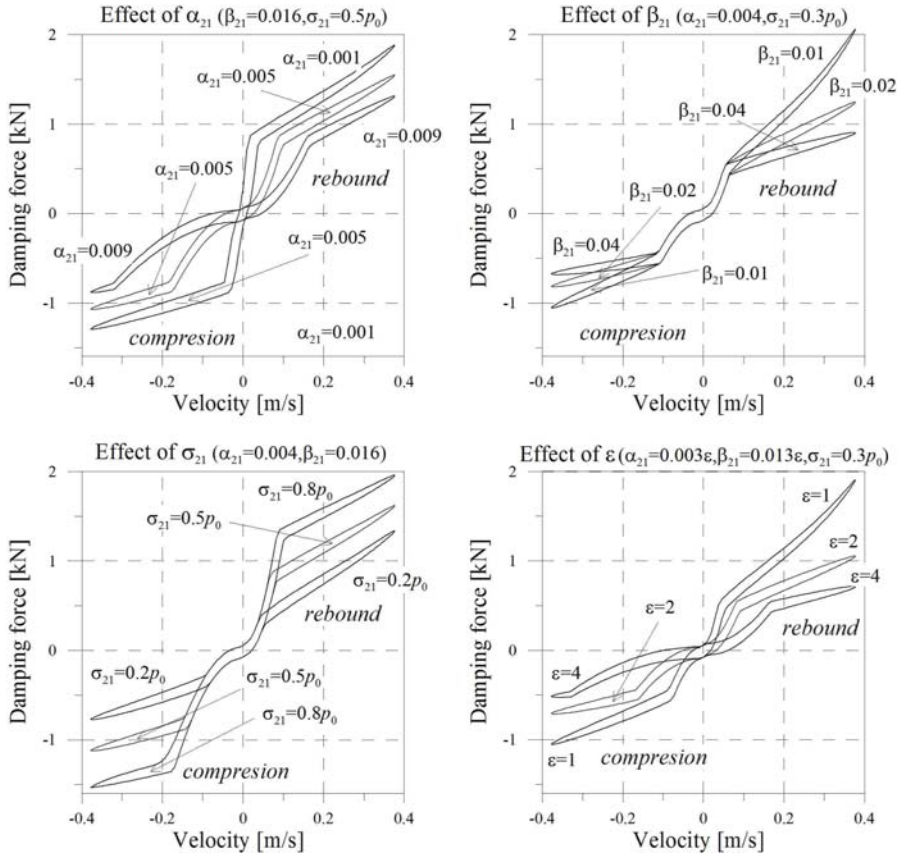 Effect of α₂₁ (β₂₁=0.016,σ₂₁=0.5p₀)
Damping force [kN]
2
1
0
-1
α₂₁=0.001
α₂₁=0.005
α₂₁=0.009
α₂₁=0.005
rebound
α₂₁=0.009
α₂₁=0.005
compresion
α₂₁=0.001
-0.4 -0.2 0 0.2 0.4
Velocity [m/s]
Effect of β₂₁ (α₂₁=0.004,σ₂₁=0.3p₀)
Damping force [kN]
2
1
0
-1
β₂₁=0.01
β₂₁=0.02
β₂₁=0.04
rebound
β₂₁=0.02
β₂₁=0.04
β₂₁=0.01
compresion
-0.4 -0.2 0 0.2 0.4
Velocity [m/s]
Effect of σ₂₁ (α₂₁=0.004,β₂₁=0.016)
Damping force [kN]
2
1
0
-1
σ₂₁=0.8p₀
σ₂₁=0.5p₀
σ₂₁=0.2p₀
rebound
σ₂₁=0.2p₀
σ₂₁=0.5p₀
σ₂₁=0.8p₀
compresion
-0.4 -0.2 0 0.2 0.4
Velocity [m/s]
Effect of ε(α₂₁=0.003ε,β₂₁=0.013ε,σ₂₁=0.3p₀)
Damping force [kN]
2
1
0
-1
ε=1
ε=2
ε=4
ε=2
rebound
ε=4
ε=1
compresion
-0.4 -0.2 0 0.2 0.4
Velocity [m/s]